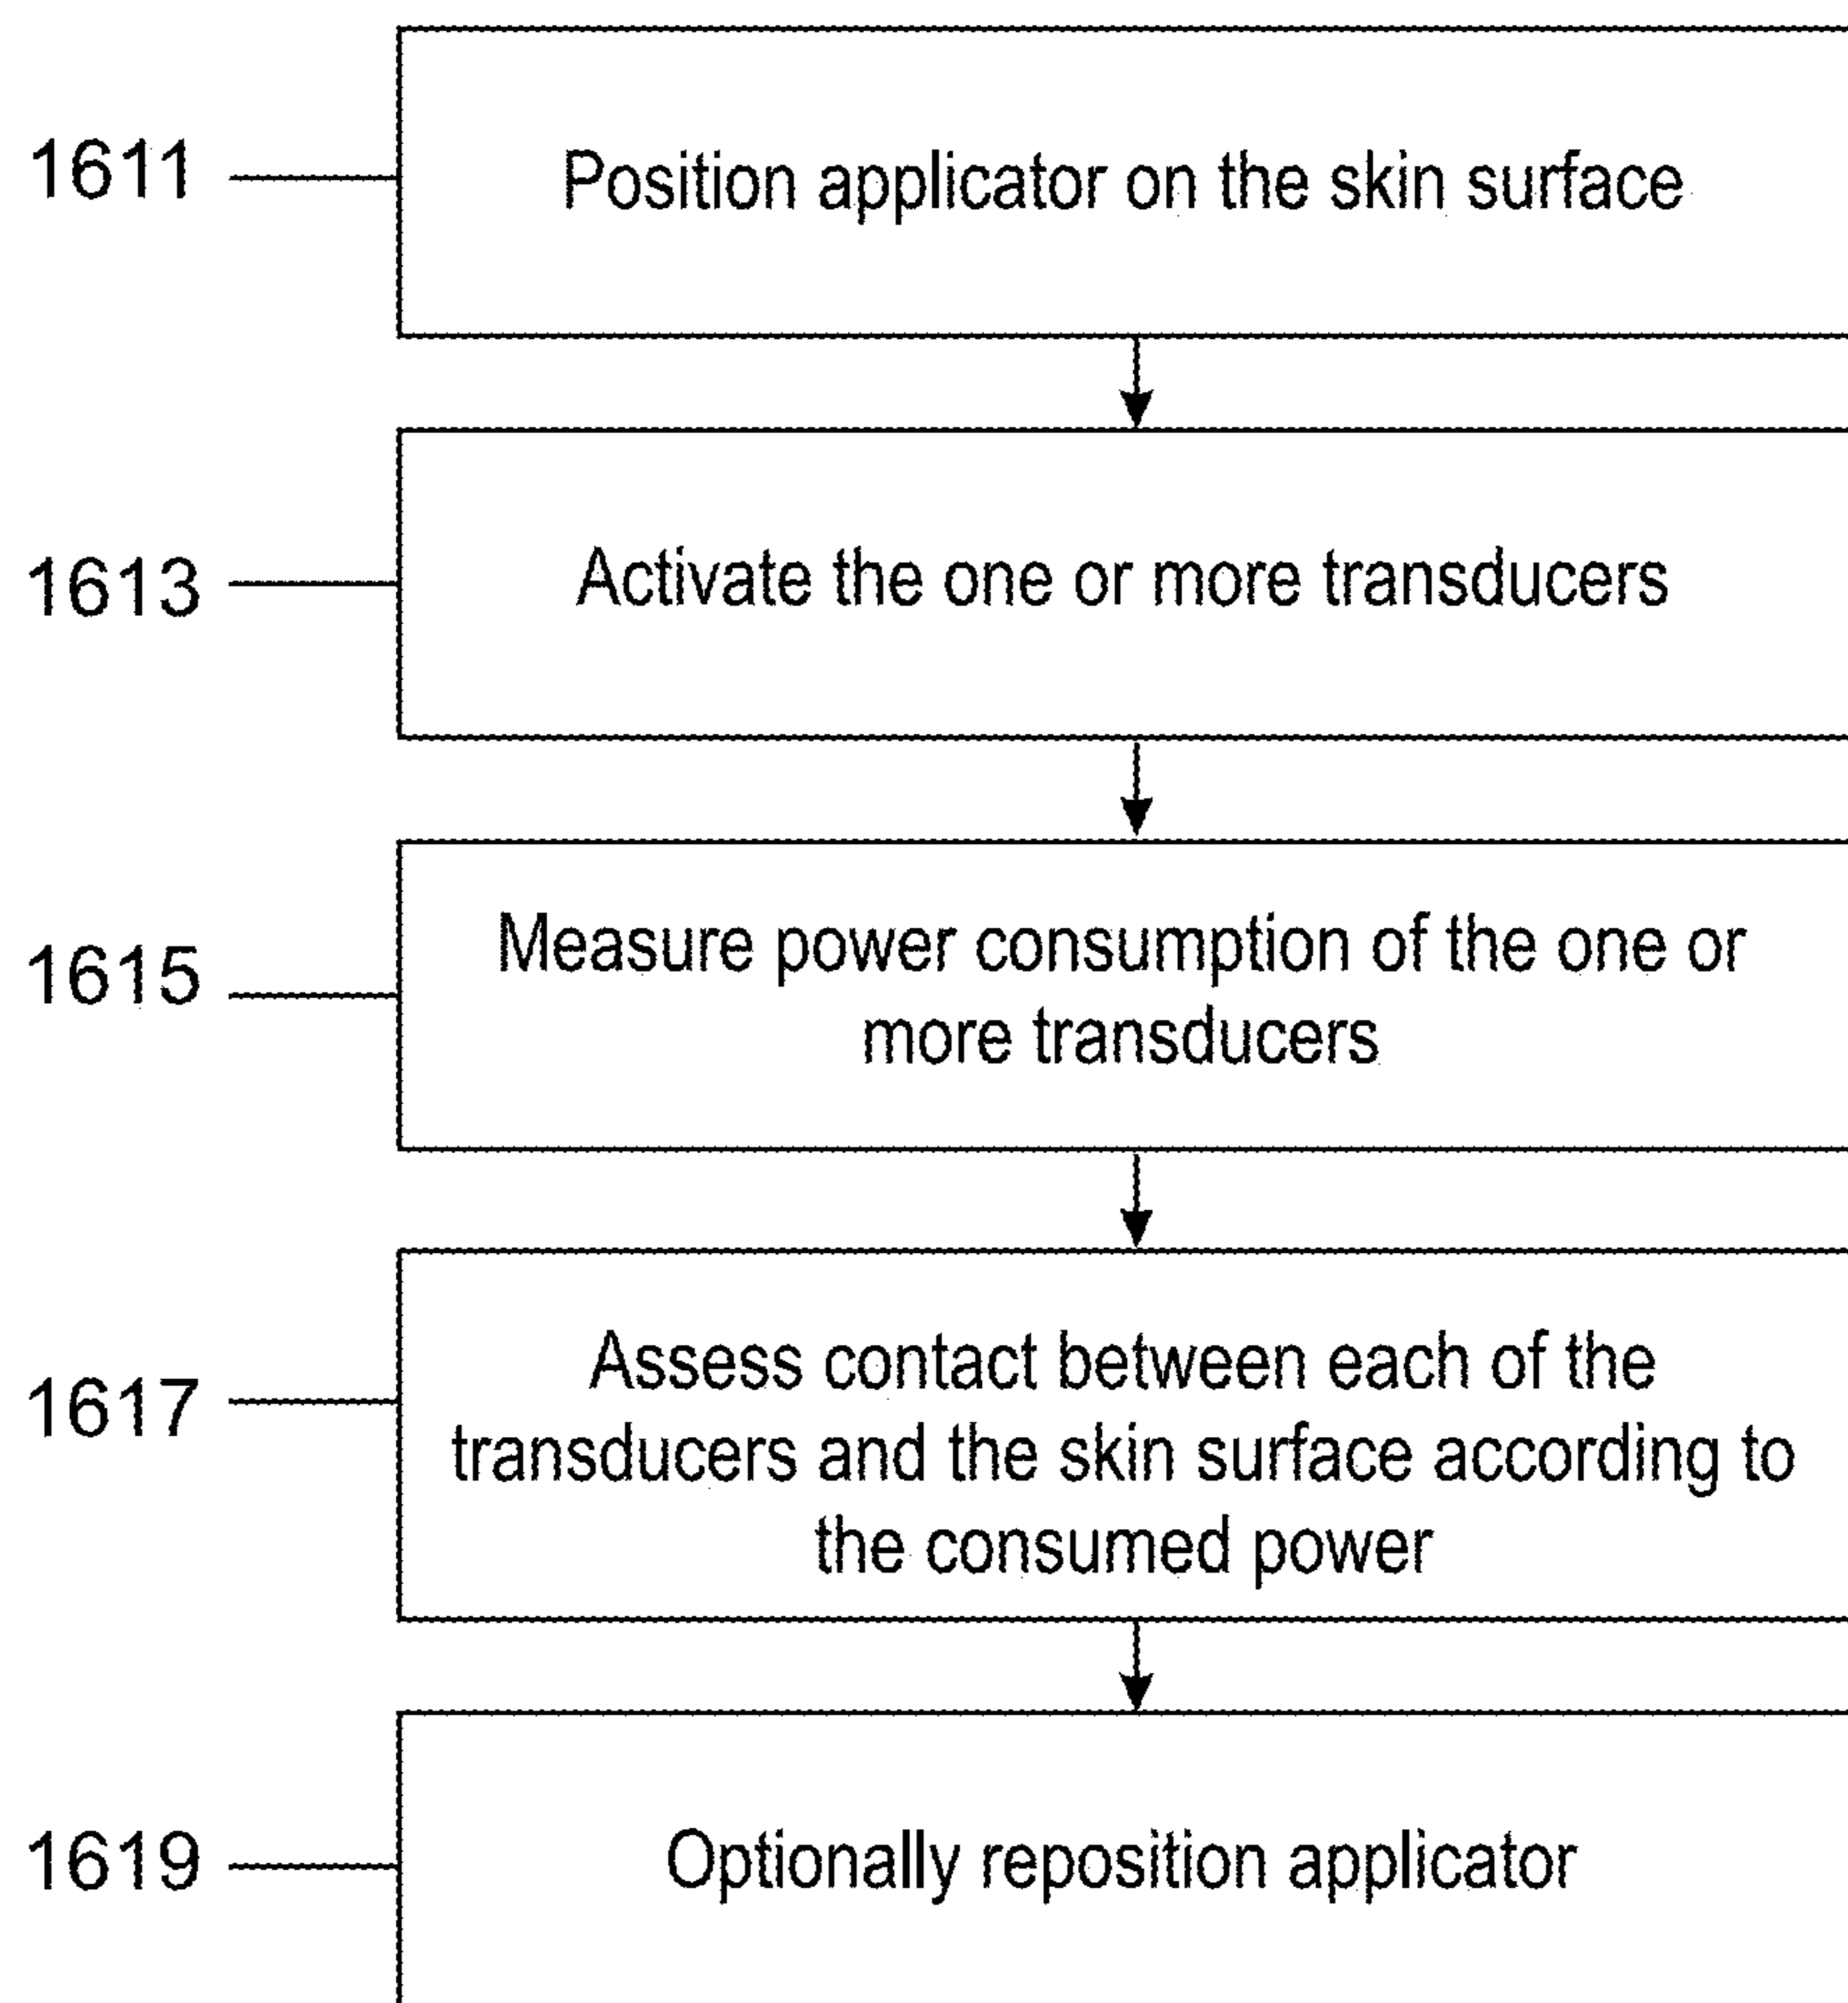 1611
Position applicator on the skin surface
1613
Activate the one or more transducers
1615
Measure power consumption of the one or
more transducers
1617
Assess contact between each of the
transducers and the skin surface according to
the consumed power
1619
Optionally reposition applicator